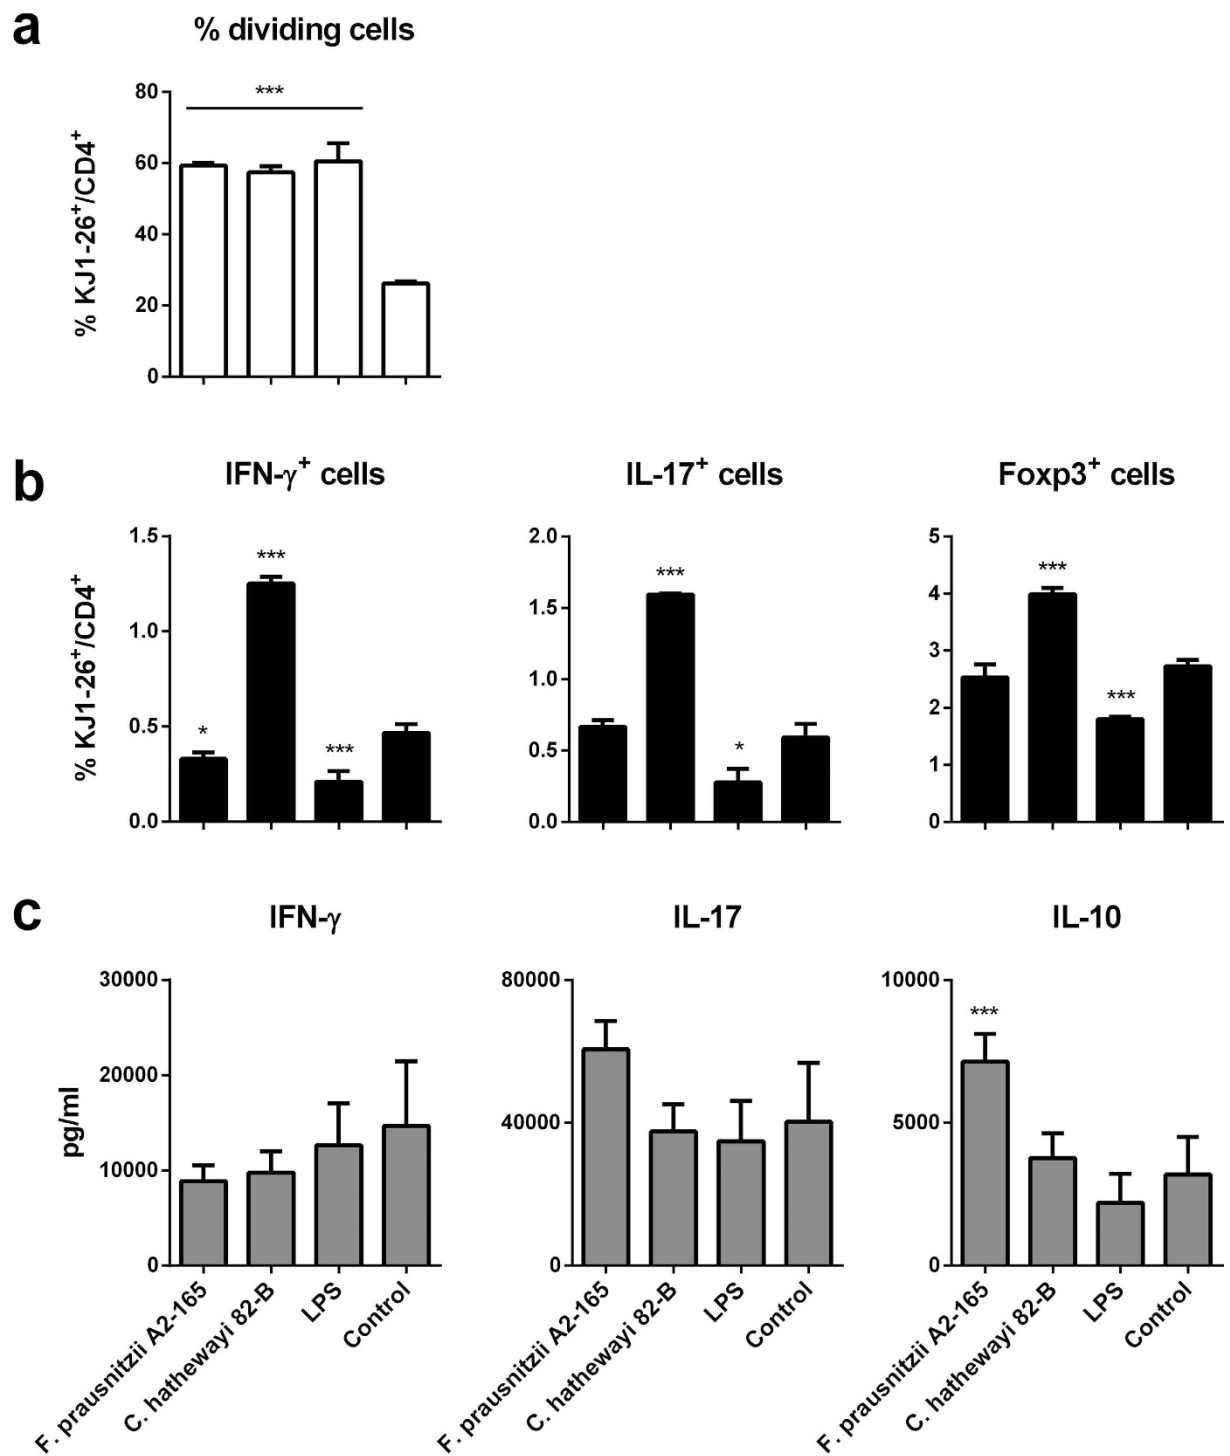 a
% dividing cells
% KJ1-26⁺/CD4⁺
80
60
40
20
0
***
b
IFN-γ⁺ cells
% KJ1-26⁺/CD4⁺
1.5
1.0
0.5
0.0
*
***
***
IL-17⁺ cells
2.0
1.5
1.0
0.5
0.0
***
*
Foxp3⁺ cells
5
4
3
2
1
0
***
***
c
IFN-γ
pg/ml
30000
20000
10000
0
F. prausnitzii A2-165
C. hathewayi 82-B
LPS
Control
IL-17
80000
40000
0
F. prausnitzii A2-165
C. hathewayi 82-B
LPS
Control
IL-10
10000
5000
0
***
F. prausnitzii A2-165
C. hathewayi 82-B
LPS
Control